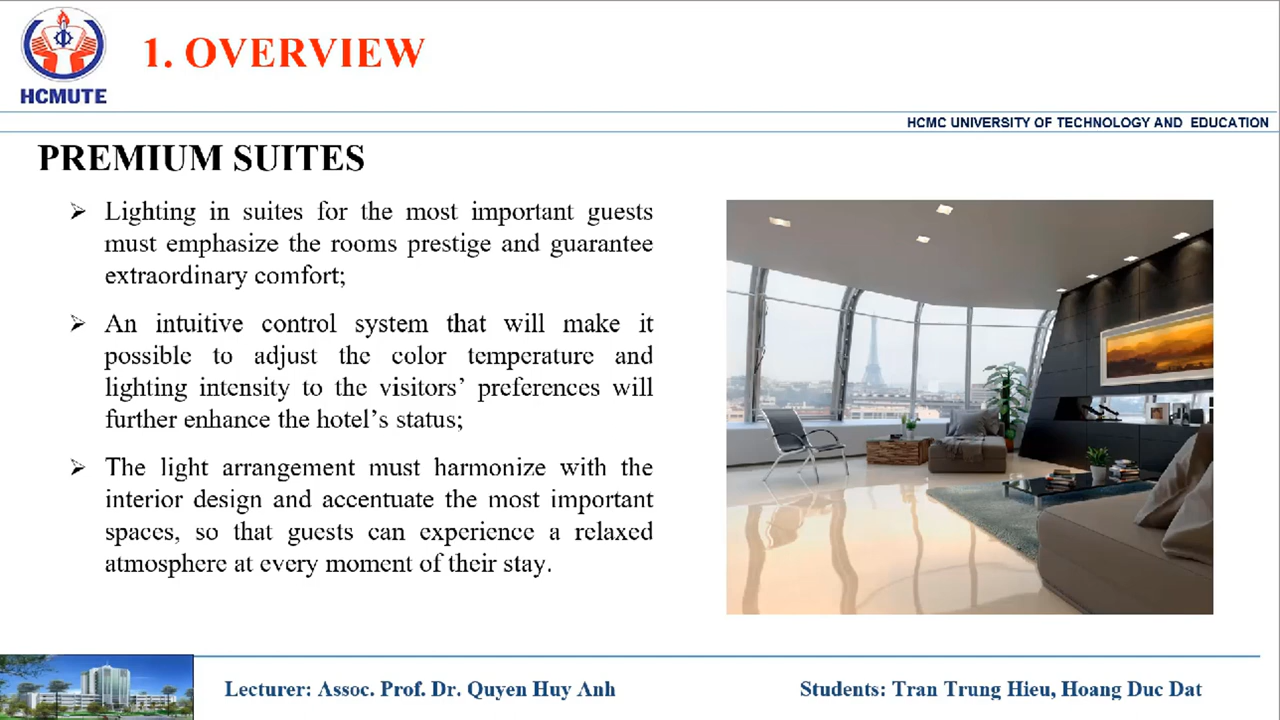 1. OVERVIEW
HCMUTE
HCMC UNIVERSITY OF TECHNOLOGY AND EDUCATION
PREMIUM SUITES
➢ Lighting in suites for the most important guests
must emphasize the rooms prestige and guarantee
extraordinary comfort;
➢ An intuitive control system that will make it
possible to adjust the color temperature and
lighting intensity to the visitors’ preferences will
further enhance the hotel’s status;
➢ The light arrangement must harmonize with the
interior design and accentuate the most important
spaces, so that guests can experience a relaxed
atmosphere at every moment of their stay.
Lecturer: Assoc. Prof. Dr. Quyen Huy Anh
Students: Tran Trung Hieu, Hoang Duc Dat